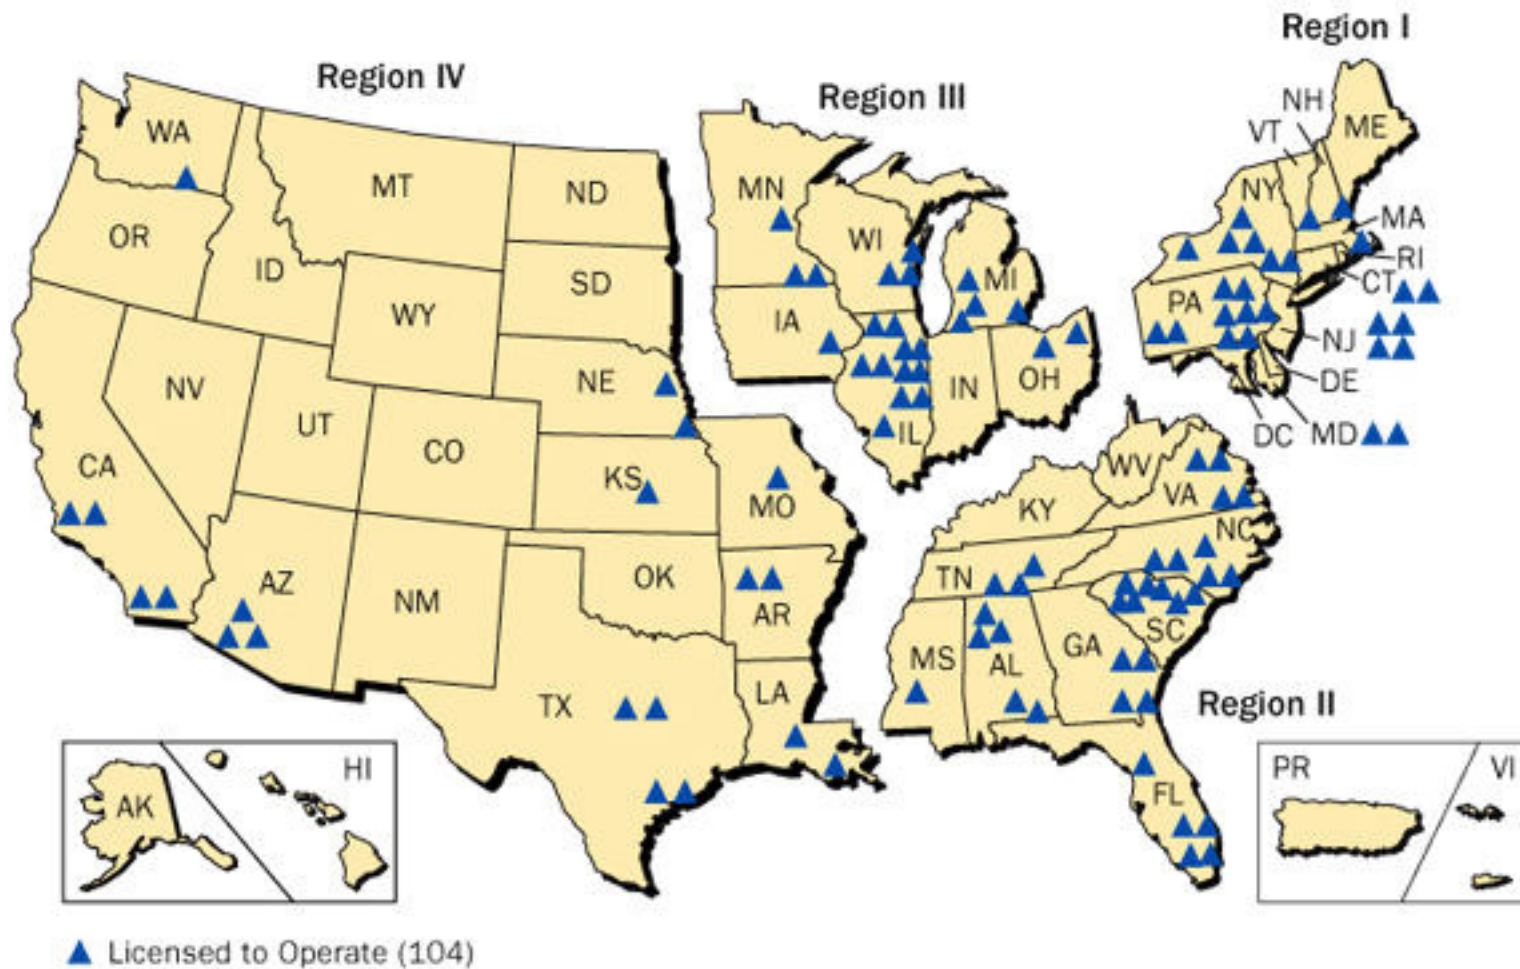 Region I
Region IV
Region III
NH
VT
ME
WA
MT
ND
MN
NY
MA
OR
WI
RI
ID
SD
MI
CT
WY
IA
PA
NJ
NV
NE
IN
OH
DE
UT
CO
IL
DC
MD
CA
KS
MO
WV
VA
KY
NC
AZ
NM
OK
AR
TN
SC
MS
AL
GA
TX
LA
Region II
HI
AK
FL
PR
VI
Licensed to Operate (104)